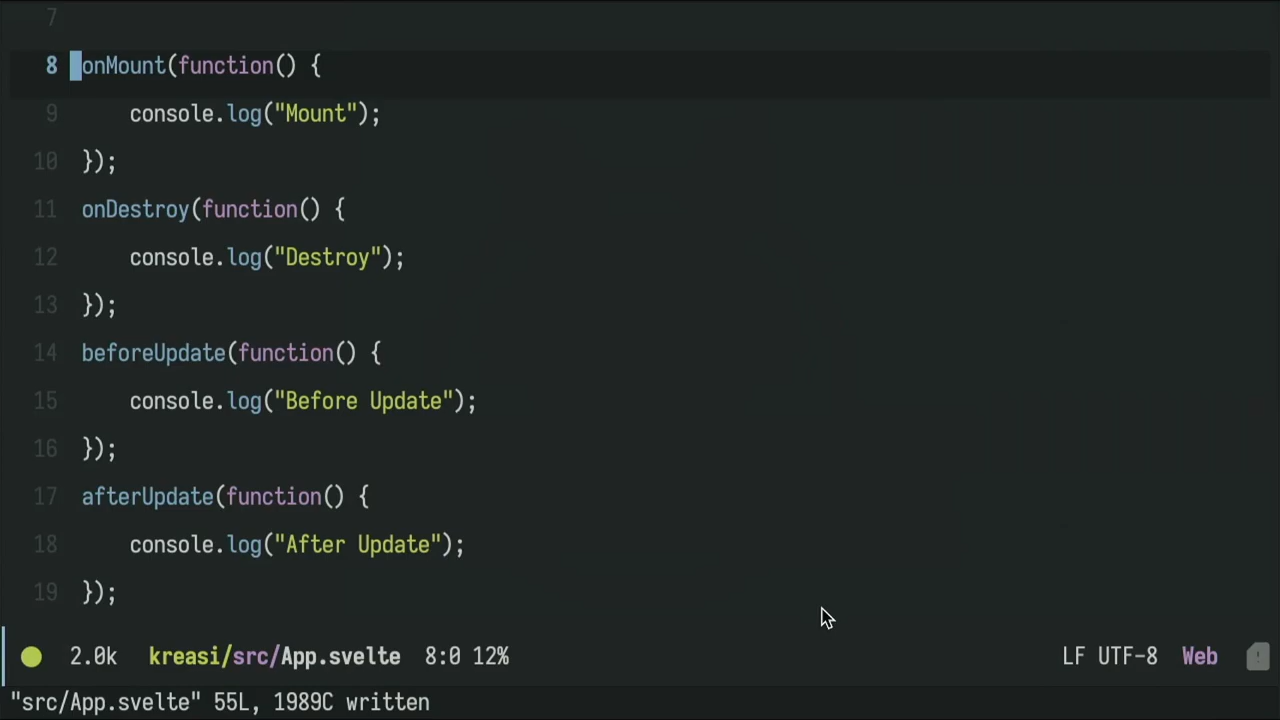 7
8 onMount(function() {
9 console.log("Mount");
10 });
11 onDestroy(function() {
12 console.log("Destroy");
13 });
14 beforeUpdate(function() {
15 console.log("Before Update");
16 });
17 afterUpdate(function() {
18 console.log("After Update");
19 });
2.0k kreasi/src/App.svelte 8:0 12% LF UTF-8 Web
"src/App.svelte" 55L, 1989C written